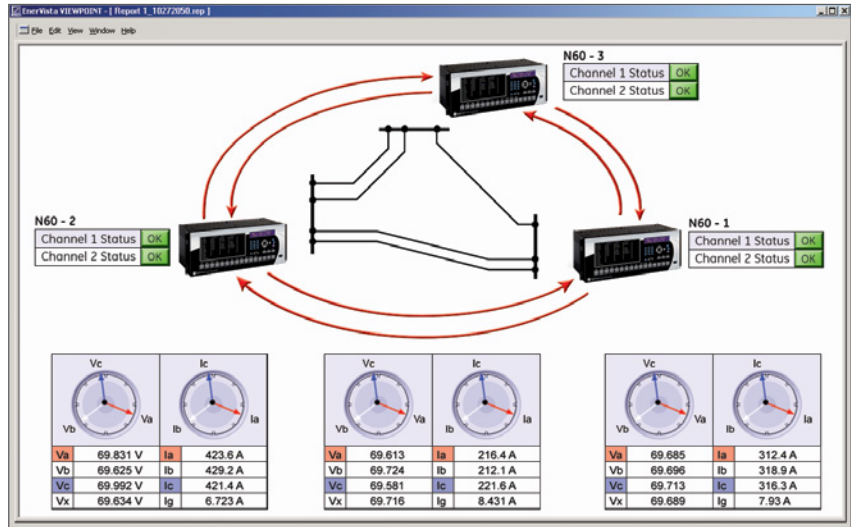 EnerVista VIEWPOINT - [ Report 1_10272050.rep ]
File Edit View Window Help
N60 - 3
Channel 1 Status OK
Channel 2 Status OK
N60 - 2
Channel 1 Status OK
Channel 2 Status OK
N60 - 1
Channel 1 Status OK
Channel 2 Status OK
Vc Ic Vc Ic Vc Ic
Vb Va Ib Ia Vb Va Ib Ia Vb Va Ib Ia
Va 69.831 V Ia 423.6 A Va 69.613 Ia 216.4 A Va 69.685 Ia 312.4 A
Vb 69.625 V Ib 429.2 A Vb 69.724 Ib 212.1 A Vb 69.696 Ib 318.9 A
Vc 69.992 V Ic 421.4 A Vc 69.581 Ic 221.6 A Vc 69.713 Ic 316.3 A
Vx 69.634 V Ig 6.723 A Vx 69.716 Ig 8.431 A Vx 69.689 Ig 7.93 A